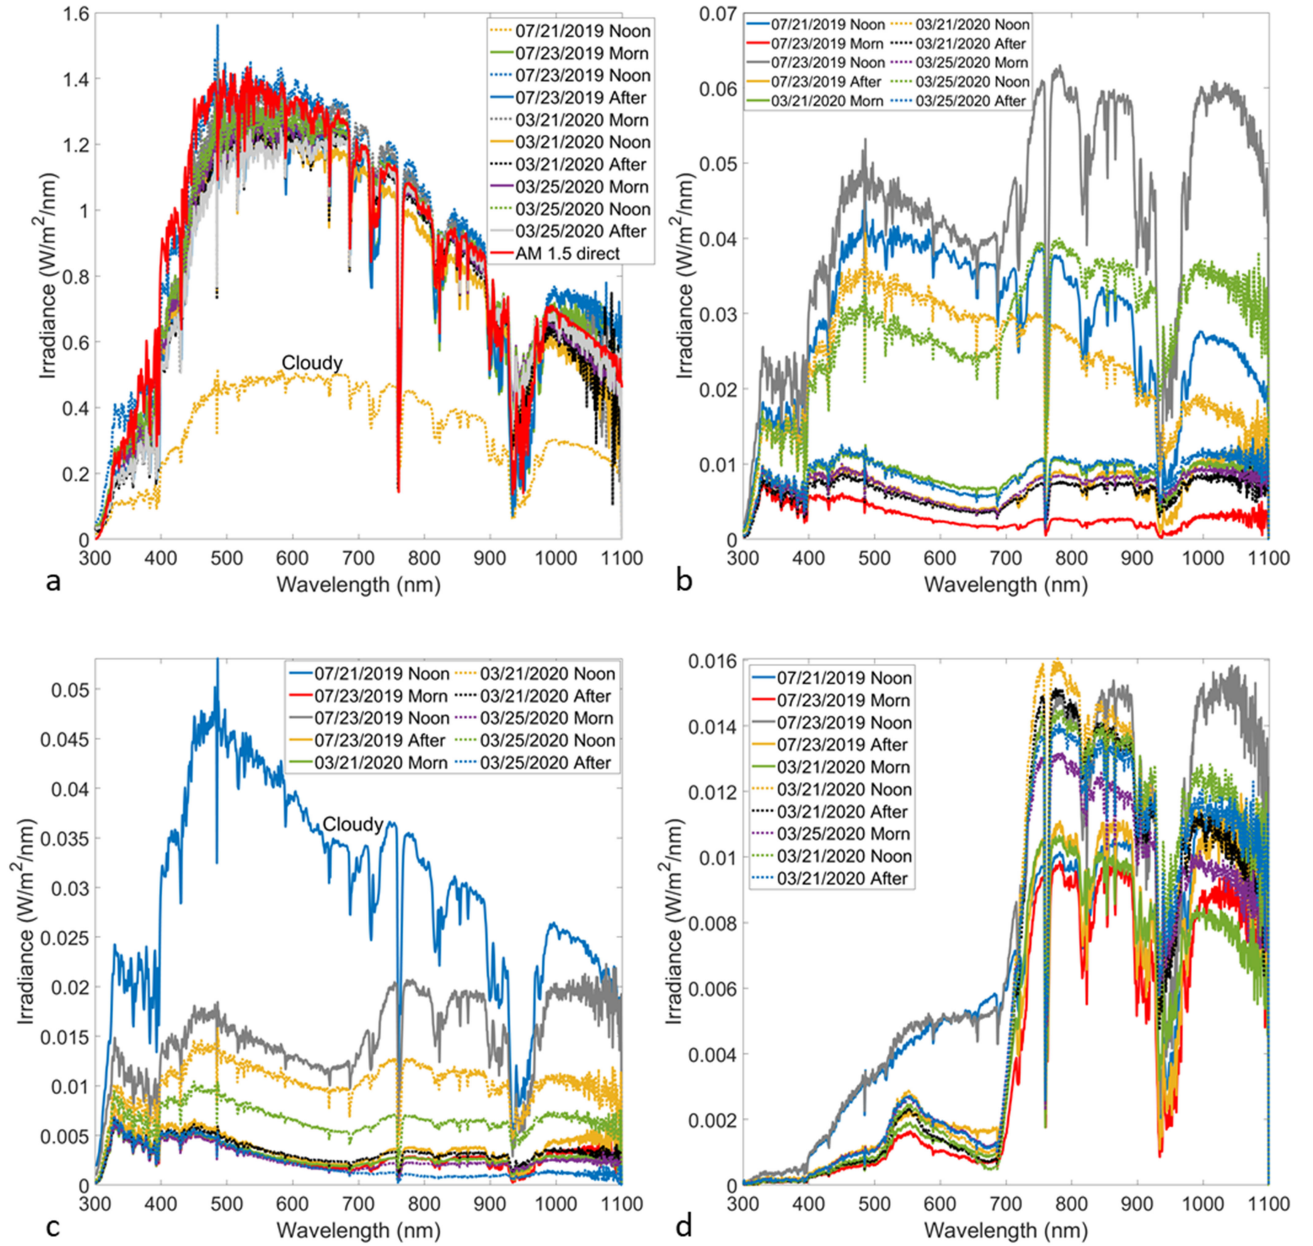 1.6
1.4
1.2
1
0.8
0.6
0.4
0.2
0
Irradiance (W/m²/nm)
07/21/2019 Noon
07/23/2019 Morn
07/23/2019 Noon
07/23/2019 After
03/21/2020 Morn
03/21/2020 Noon
03/21/2020 After
03/25/2020 Morn
03/25/2020 Noon
03/25/2020 After
AM 1.5 direct
Cloudy
300 400 500 600 700 800 900 1000 1100
Wavelength (nm)
a
0.07
0.06
0.05
0.04
0.03
0.02
0.01
0
Irradiance (W/m²/nm)
07/21/2019 Noon 03/21/2020 Noon
07/23/2019 Morn 03/21/2020 After
07/23/2019 Noon 03/25/2020 Morn
07/23/2019 After 03/25/2020 Noon
03/21/2020 Morn 03/25/2020 After
300 400 500 600 700 800 900 1000 1100
Wavelength (nm)
b
0.05
0.045
0.04
0.035
0.03
0.025
0.02
0.015
0.01
0.005
0
Irradiance (W/m²/nm)
07/21/2019 Noon 03/21/2020 Noon
07/23/2019 Morn 03/21/2020 After
07/23/2019 Noon 03/25/2020 Morn
07/23/2019 After 03/25/2020 Noon
03/21/2020 Morn 03/25/2020 After
Cloudy
300 400 500 600 700 800 900 1000 1100
Wavelength (nm)
c
0.016
0.014
0.012
0.01
0.008
0.006
0.004
0.002
0
Irradiance (W/m²/nm)
07/21/2019 Noon
07/23/2019 Morn
07/23/2019 Noon
07/23/2019 After
03/21/2020 Morn
03/21/2020 Noon
03/21/2020 After
03/25/2020 Morn
03/21/2020 Noon
03/21/2020 After
300 400 500 600 700 800 900 1000 1100
Wavelength (nm)
d